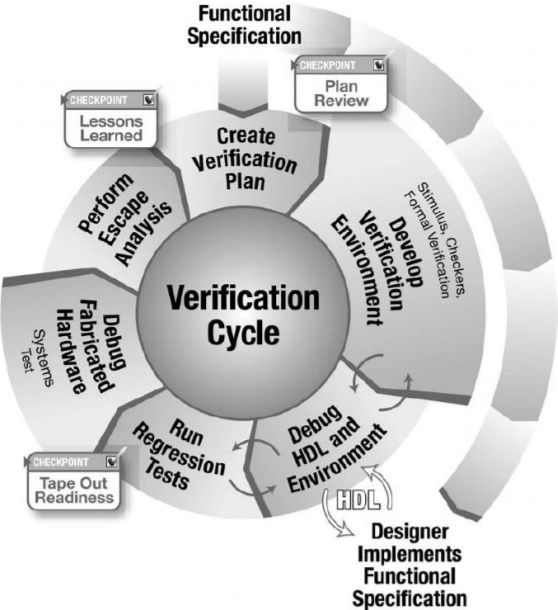 Functional
Specification
CHECKPOINT
Plan
Review
CHECKPOINT
Lessons
Learned
Create
Verification
Plan
Develop
Verification
Environment
Stimulus, Checkers,
Formal Verification
Perform
Escape
Analysis
Verification
Cycle
Debug
Fabricated
Hardware
Systems
Test
Run
Regression
Tests
Debug
HDL and
Environment
CHECKPOINT
Tape Out
Readiness
HDL
Designer
Implements
Functional
Specification